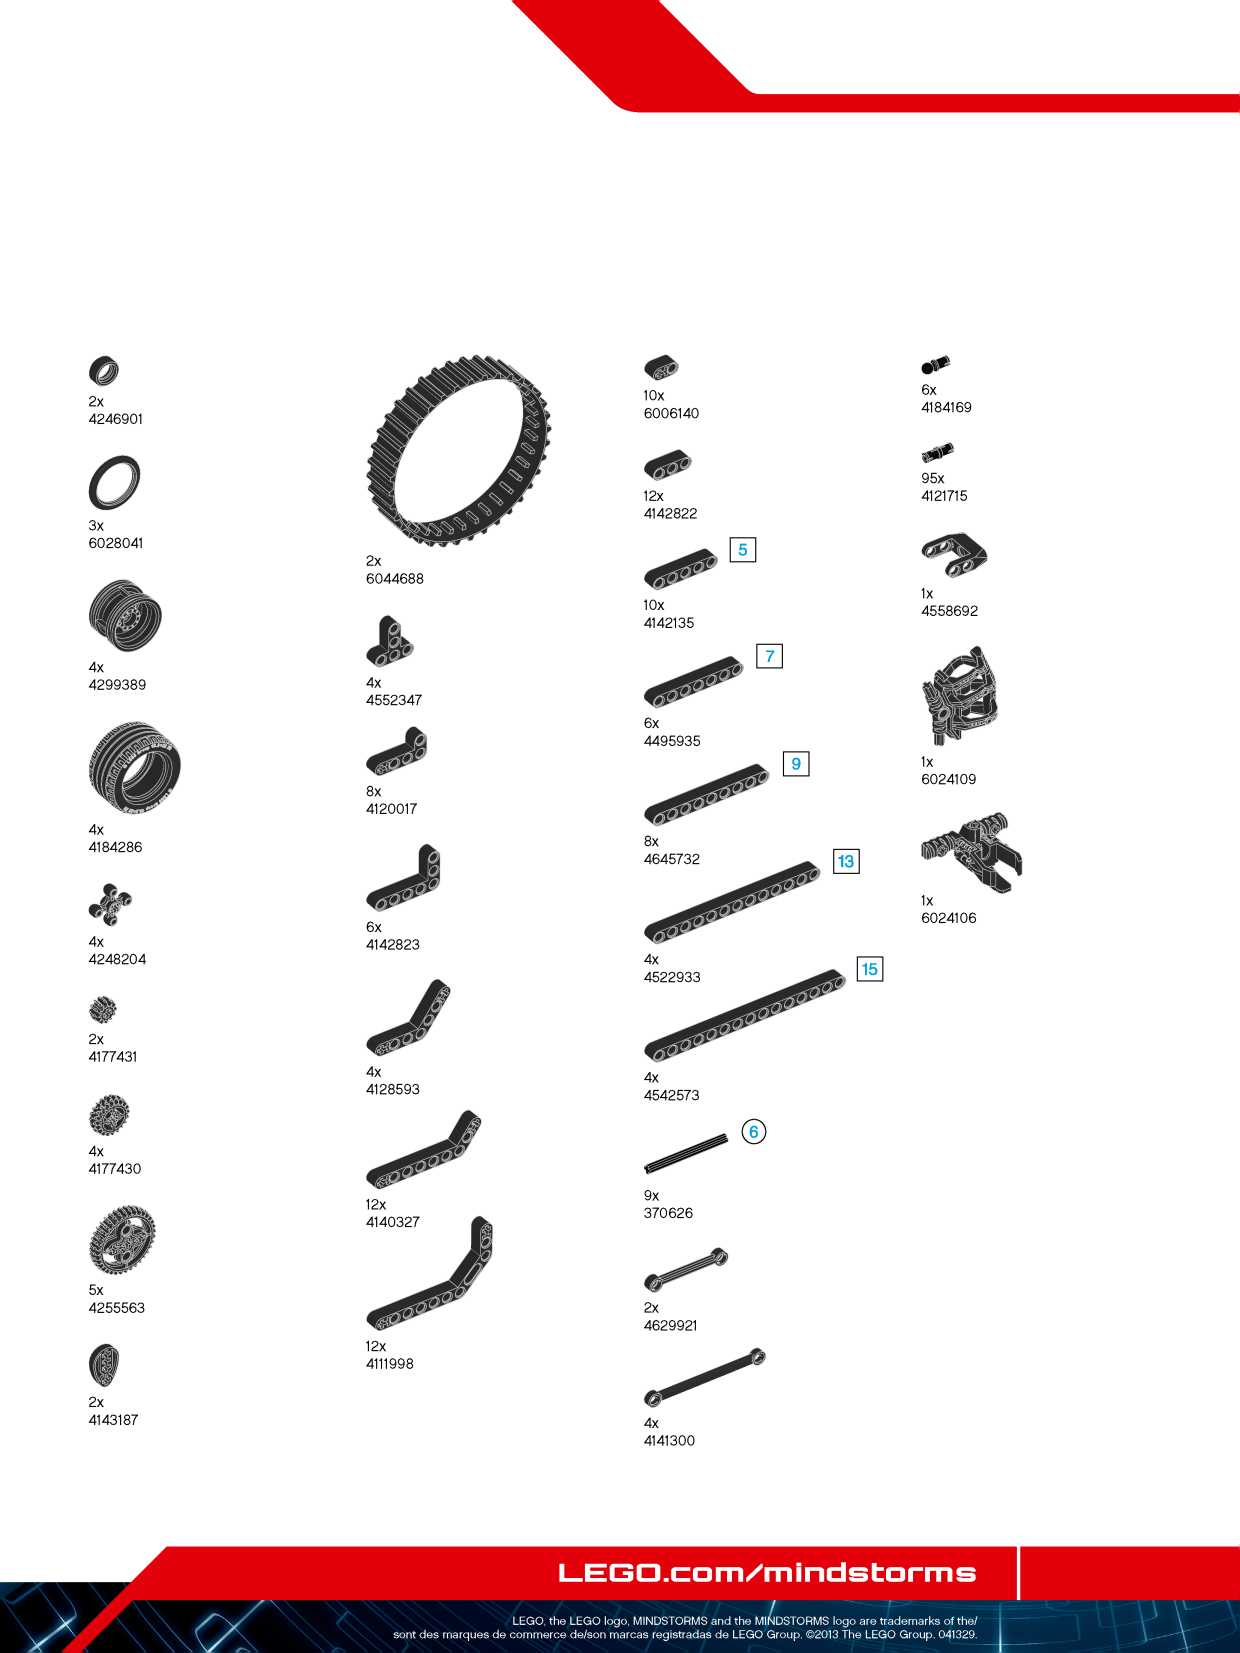 2x
4246901
3x
6028041
4x
4299389
4x
4184286
4x
4248204
2x
4177431
4x
4177430
5x
4255563
2x
4143187
2x
6044688
4x
4552347
8x
4120017
6x
4142823
4x
4128593
12x
4140327
12x
4111998
10x
6006140
12x
4142822
5
10x
4142135
7
6x
4495935
9
8x
4645732
13
4x
4522933
15
4x
4542573
6
9x
370626
2x
4629921
4x
4141300
6x
4184169
95x
4121715
1x
4558692
1x
6024109
1x
6024106
LEGO.com/mindstorms
LEGO, the LEGO logo, MINDSTORMS and the MINDSTORMS logo are trademarks of the/
sont des marques de commerce de/son marcas registradas de LEGO Group. ©2013 The LEGO Group. 041329.